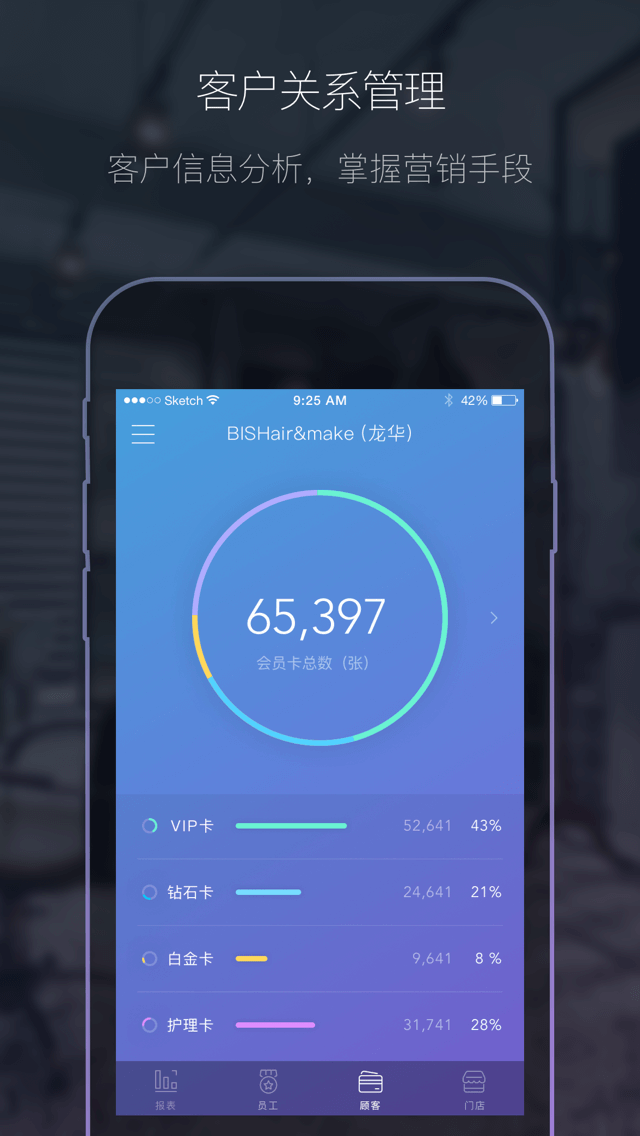 客户关系管理
客户信息分析，掌握营销手段
Sketch 9:25 AM 42%
BISHair&make (龙华)
65,397
会员卡总数（张）
VIP卡 52,641 43%
钻石卡 24,641 21%
白金卡 9,641 8 %
护理卡 31,741 28%
报表 员工 顾客 门店